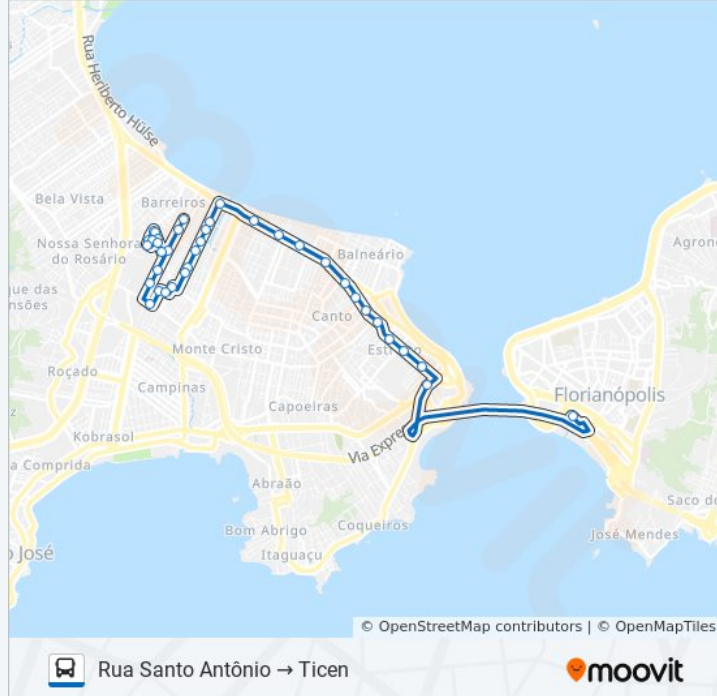 Rua Heriberto Hülse
Bela Vista
Barreiros
Nossa Senhora
do Rosário
Balneário
Agrono
que das
nsões
Canto
Monte Cristo
Estreito
Roçado
Campinas
Florianópolis
Capoeiras
Kobrasol
Via Expre
a Comprida
Abraão
Saco do
Bom Abrigo
Coqueiros
José Mendes
o José
Itaguaçu
© OpenStreetMap contributors | © OpenMapTiles
Rua Santo Antônio → Ticen
moovit